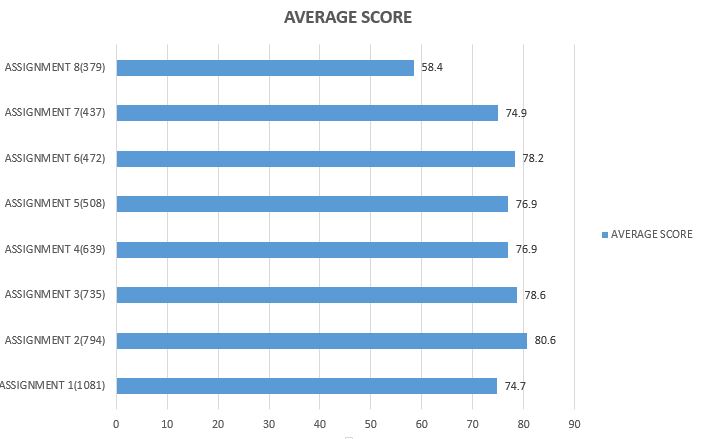 AVERAGE SCORE
ASSIGNMENT 8(379) 58.4
ASSIGNMENT 7(437) 74.9
ASSIGNMENT 6(472) 78.2
ASSIGNMENT 5(508) 76.9
ASSIGNMENT 4(639) 76.9
ASSIGNMENT 3(735) 78.6
ASSIGNMENT 2(794) 80.6
ASSIGNMENT 1(1081) 74.7
0 10 20 30 40 50 60 70 80 90
AVERAGE SCORE